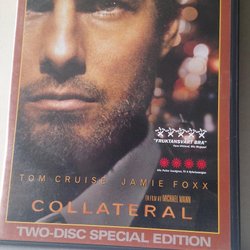 "FRUKTANSVÄRT BRA"
TOM CRUISE JAMIE FOXX
EN FILM AV MICHAEL MANN
COLLATERAL
TWO-DISC SPECIAL EDITION